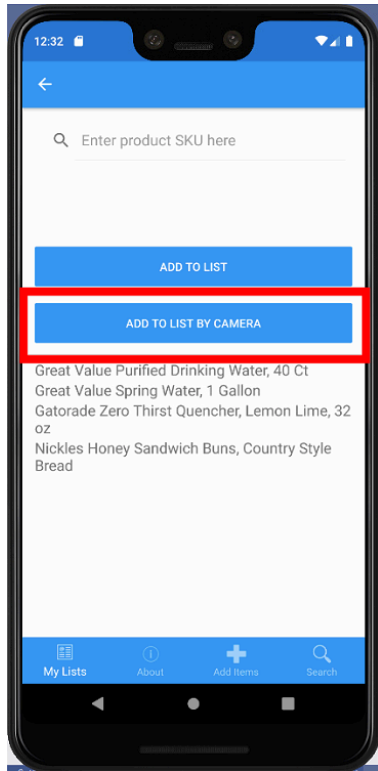 12:32
Enter product SKU here
ADD TO LIST
ADD TO LIST BY CAMERA
Great Value Purified Drinking Water, 40 Ct
Great Value Spring Water, 1 Gallon
Gatorade Zero Thirst Quencher, Lemon Lime, 32
oz
Nickles Honey Sandwich Buns, Country Style
Bread
My Lists About Add Items Search